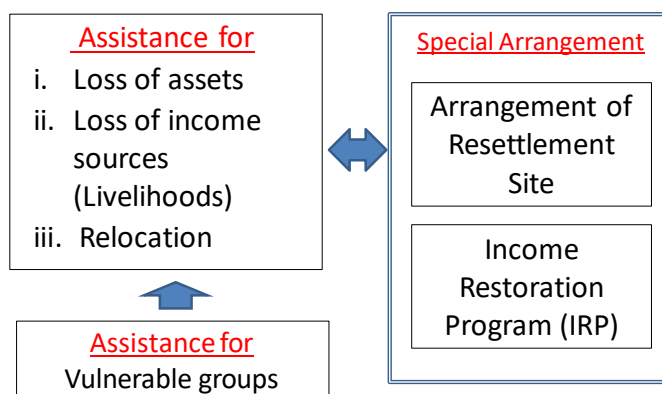 Assistance for
i. Loss of assets
ii. Loss of income
sources
(Livelihoods)
iii. Relocation
Assistance for
Vulnerable groups
Special Arrangement
Arrangement of
Resettlement
Site
Income
Restoration
Program (IRP)